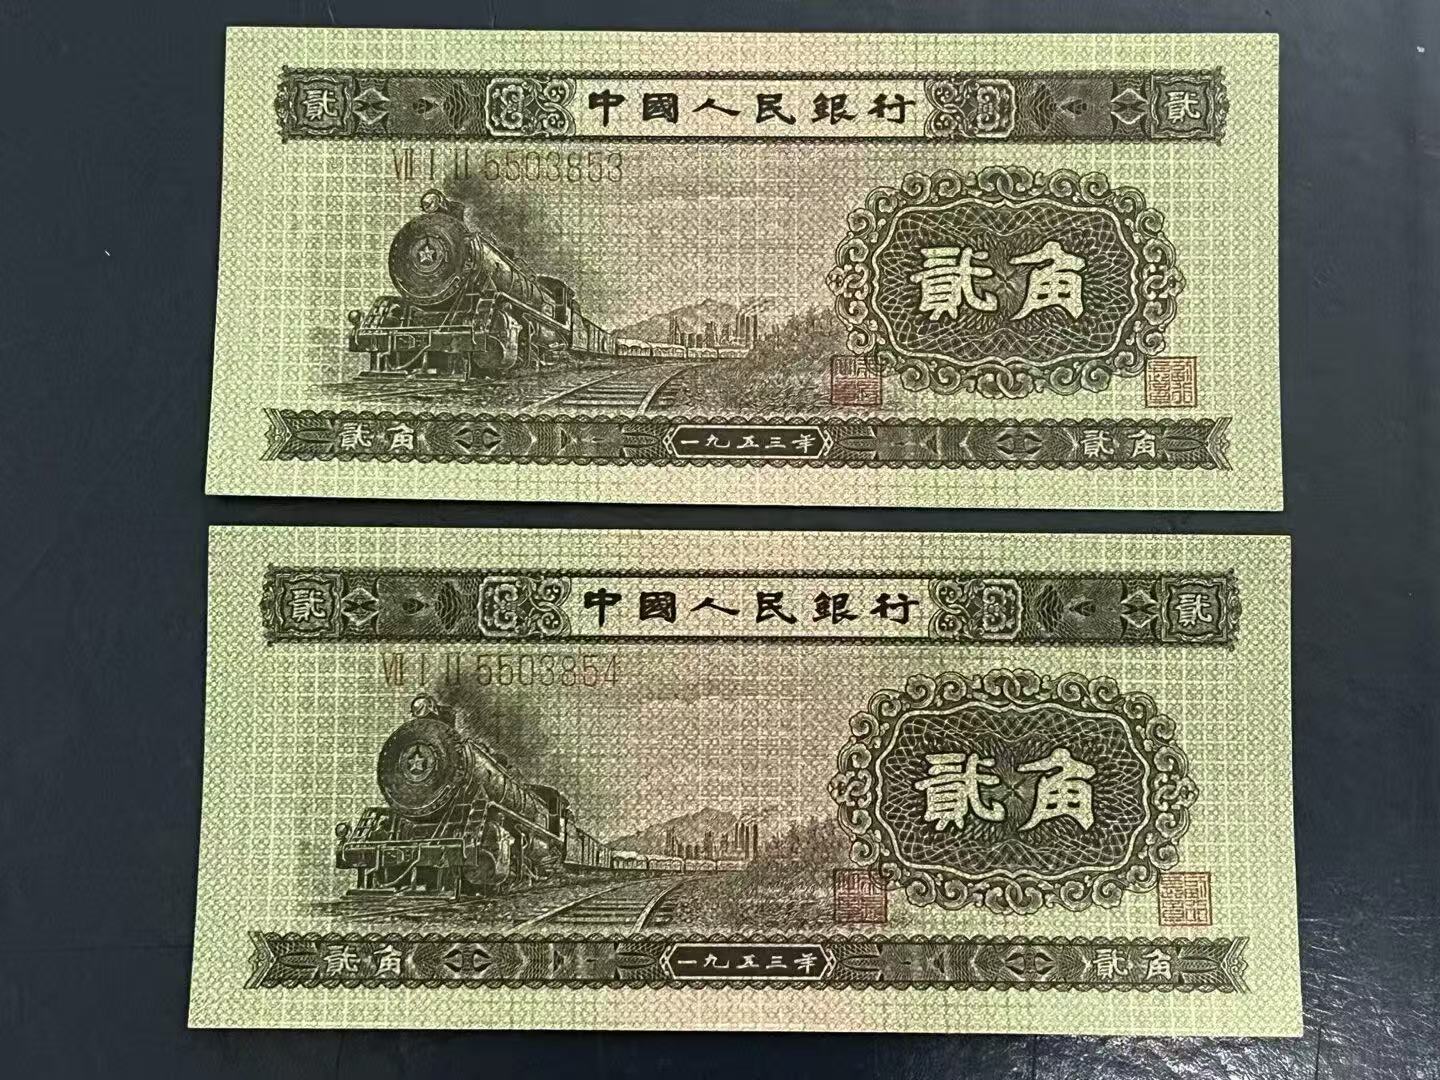 貳 中國人民銀行 貳
VII I II 5503853
貳角
貳角 一九五三年 貳角
貳 中國人民銀行 貳
VII I II 5503854
貳角
貳角 一九五三年 貳角